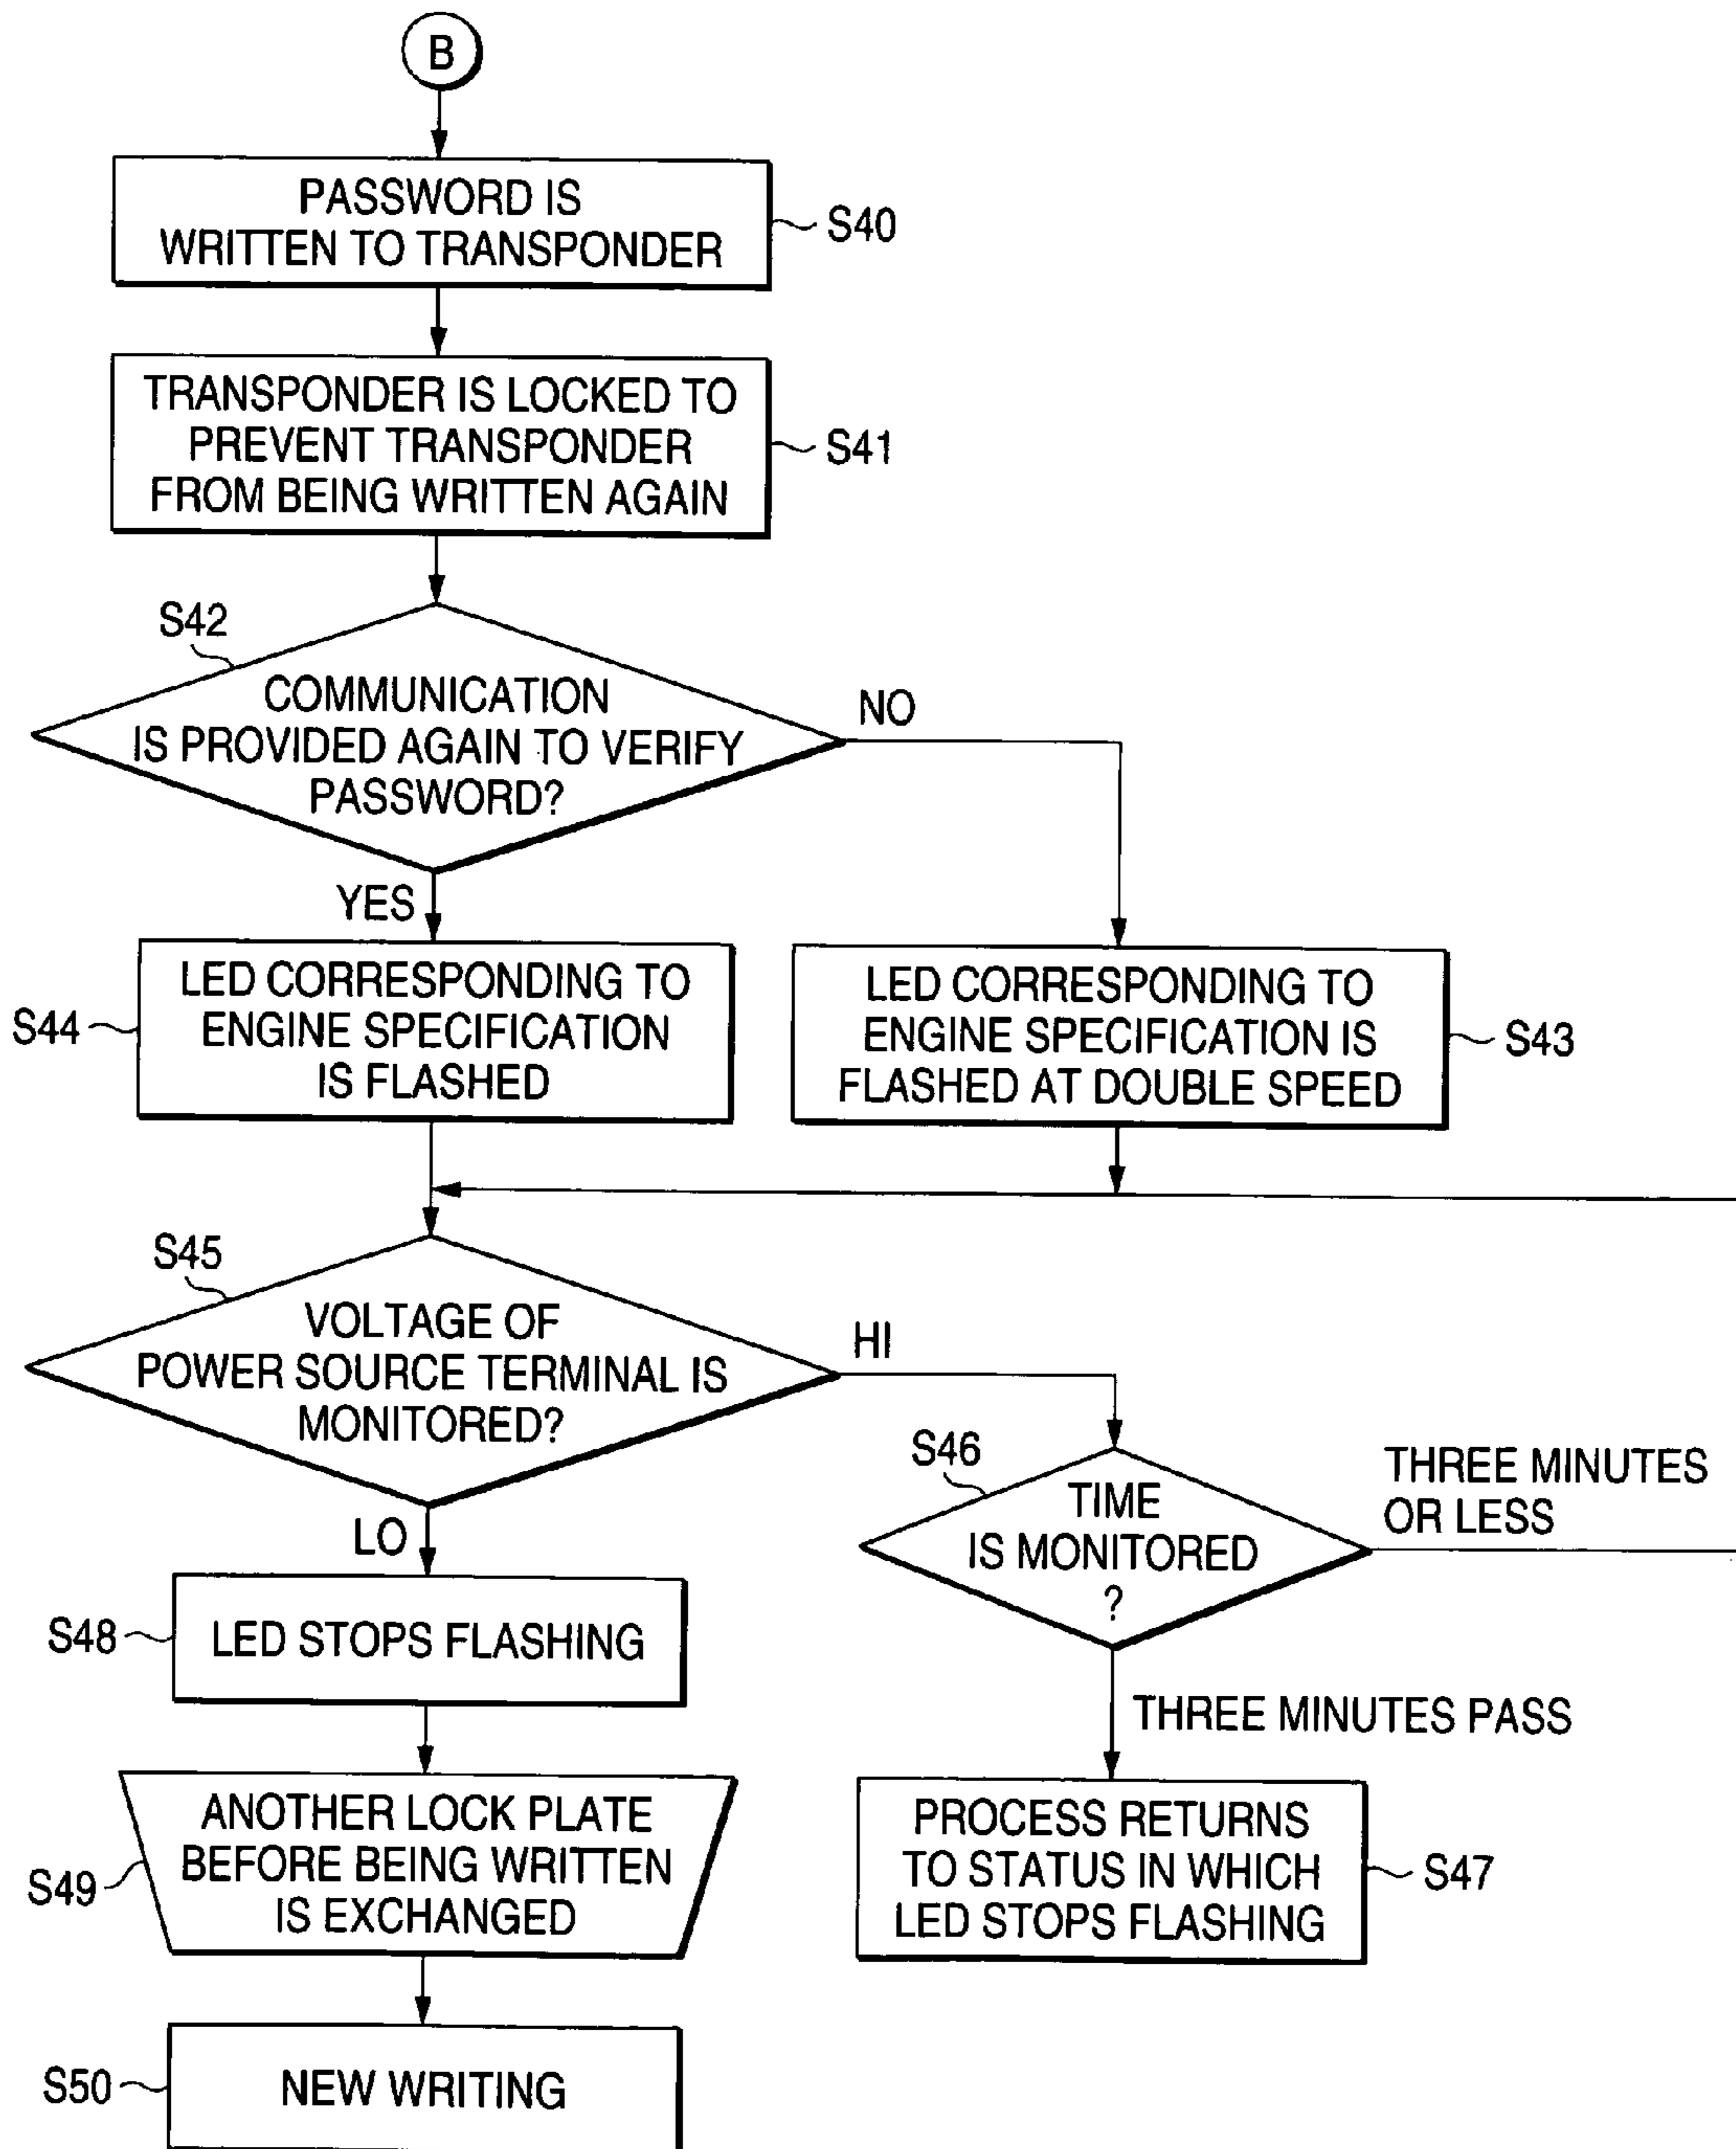 B
PASSWORD IS
WRITTEN TO TRANSPONDER
S40
TRANSPONDER IS LOCKED TO
PREVENT TRANSPONDER
FROM BEING WRITTEN AGAIN
S41
S42
COMMUNICATION
IS PROVIDED AGAIN TO VERIFY
PASSWORD?
NO
YES
S44
LED CORRESPONDING TO
ENGINE SPECIFICATION
IS FLASHED
LED CORRESPONDING TO
ENGINE SPECIFICATION IS
FLASHED AT DOUBLE SPEED
S43
S45
VOLTAGE OF
POWER SOURCE TERMINAL IS
MONITORED?
HI
LO
S46
TIME
IS MONITORED
?
THREE MINUTES
OR LESS
S48
LED STOPS FLASHING
THREE MINUTES PASS
S49
ANOTHER LOCK PLATE
BEFORE BEING WRITTEN
IS EXCHANGED
PROCESS RETURNS
TO STATUS IN WHICH
LED STOPS FLASHING
S47
S50
NEW WRITING